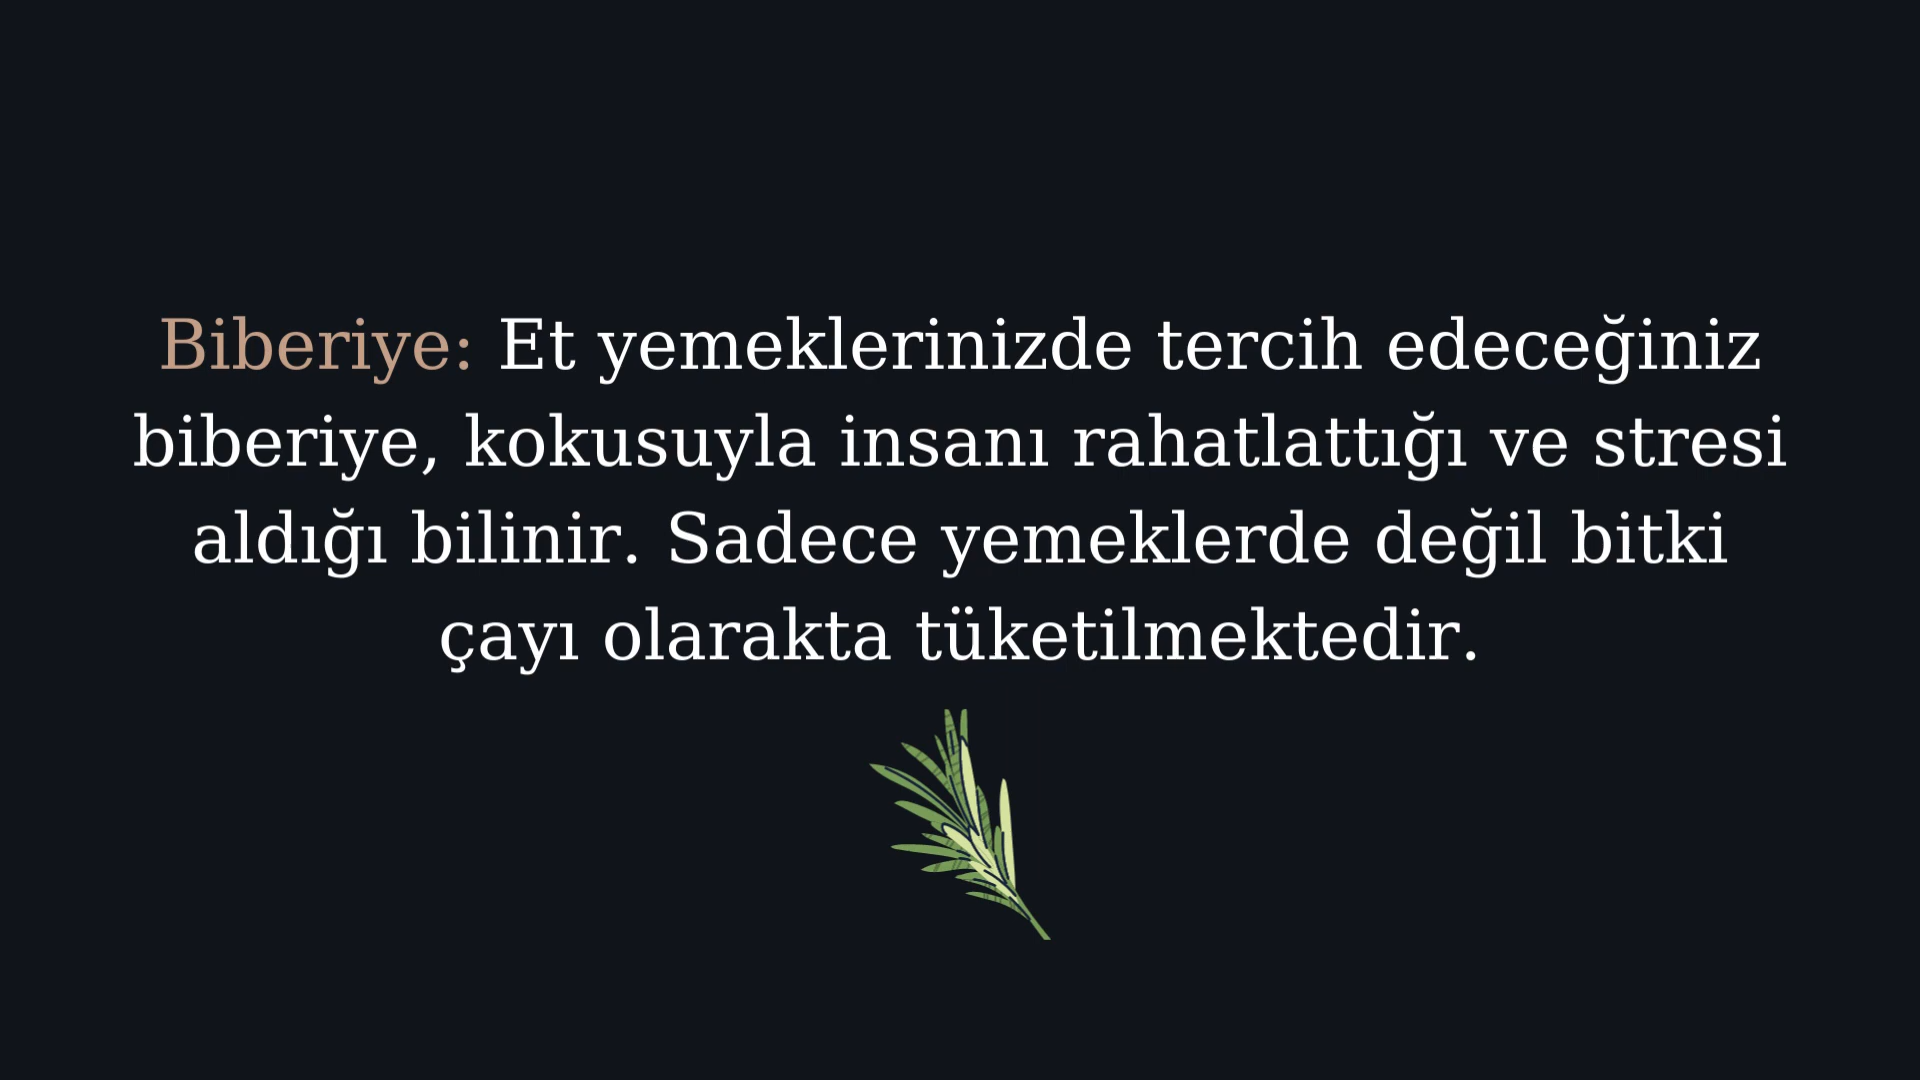 Biberiye: Et yemeklerinizde tercih edeceğiniz
biberiye, kokusuyla insanı rahatlattığı ve stresi
aldığı bilinir. Sadece yemeklerde değil bitki
çayı olarakta tüketilmektedir.